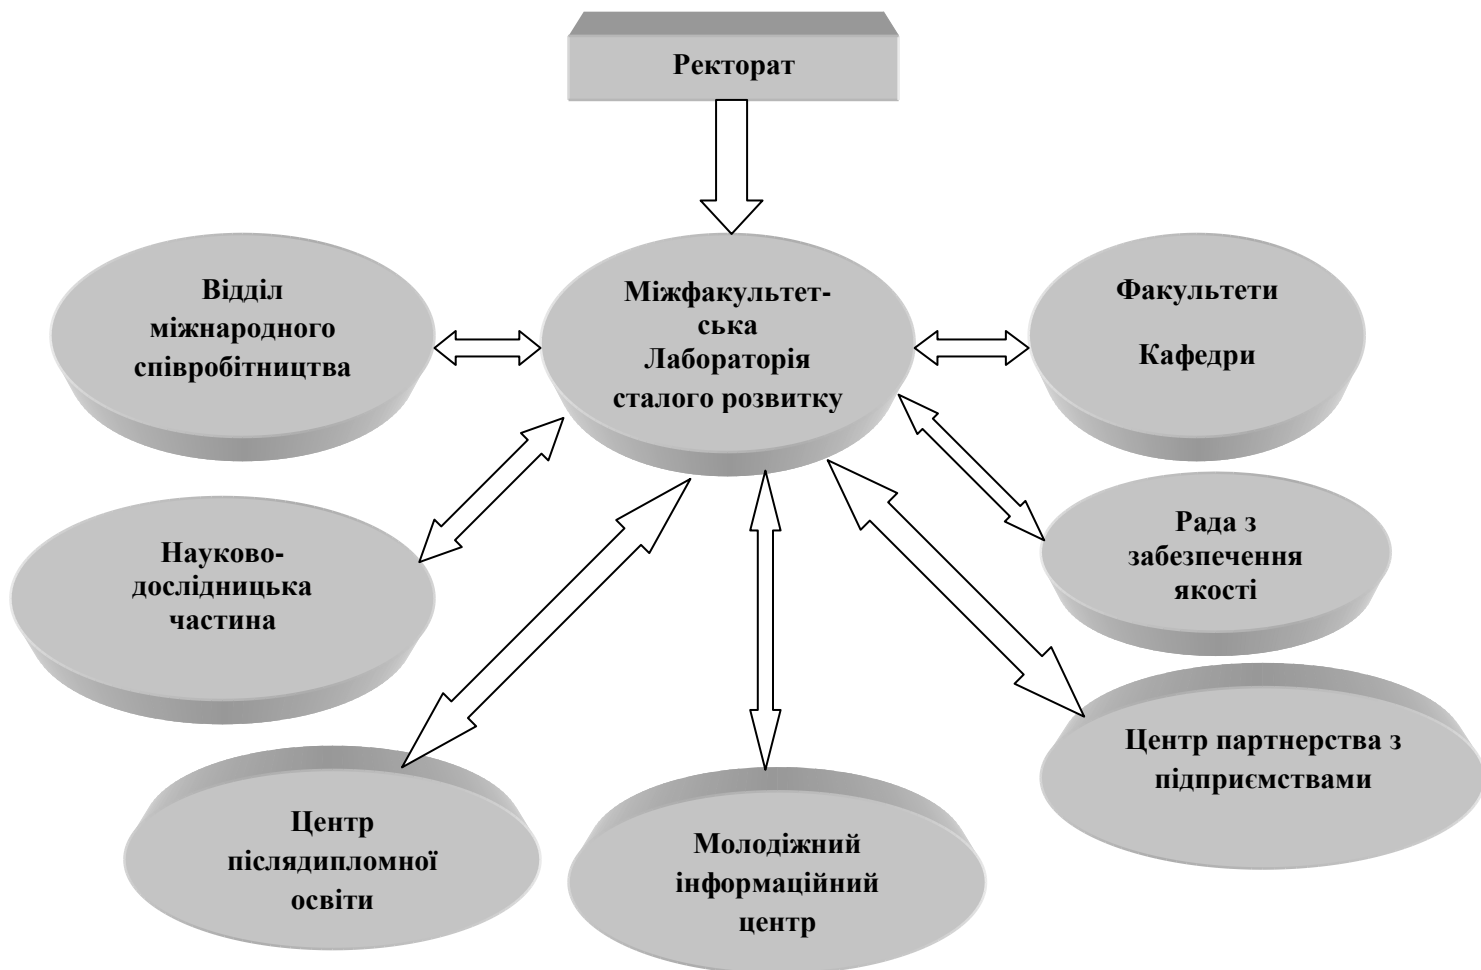 Ректорат
Відділ
міжнародного
співробітництва
Міжфакультет-
ська
Лабораторія
сталого розвитку
Факультети
Кафедри
Науково-
дослідницька
частина
Рада з
забезпечення
якості
Центр
післядипломної
освіти
Молодіжний
інформаційний
центр
Центр партнерства з
підприємствами